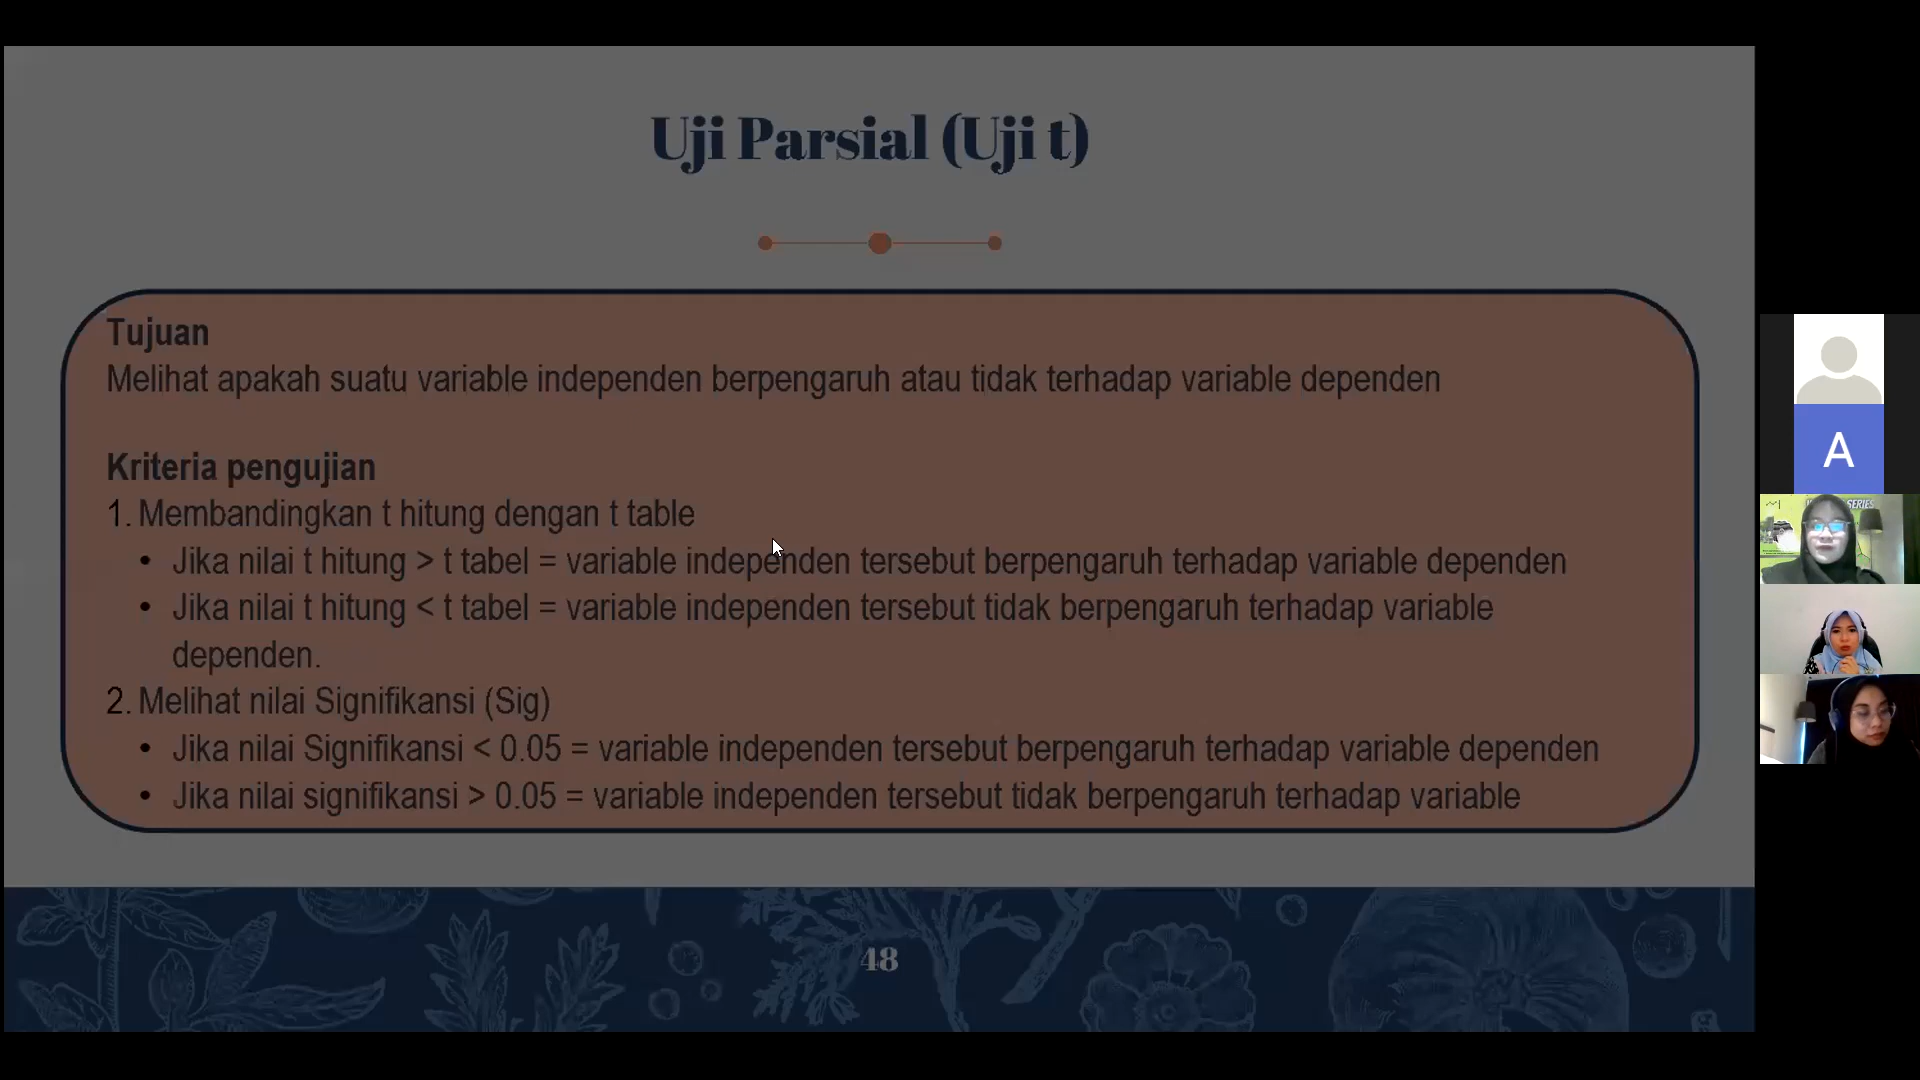 Uji Parsial (Uji t)
Tujuan
Melihat apakah suatu variable independen berpengaruh atau tidak terhadap variable dependen
Kriteria pengujian
1. Membandingkan t hitung dengan t table
• Jika nilai t hitung > t tabel = variable independen tersebut berpengaruh terhadap variable dependen
• Jika nilai t hitung < t tabel = variable independen tersebut tidak berpengaruh terhadap variable
dependen.
2. Melihat nilai Signifikansi (Sig)
• Jika nilai Signifikansi < 0.05 = variable independen tersebut berpengaruh terhadap variable dependen
• Jika nilai signifikansi > 0.05 = variable independen tersebut tidak berpengaruh terhadap variable
48
A
SERIES